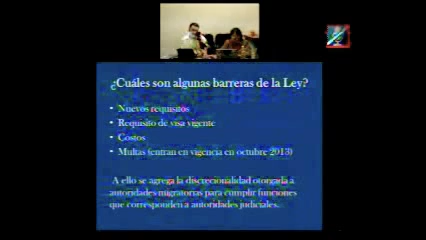 ¿Cuáles son algunas barreras de la Ley?
• Nuevos requisitos
• Requisito de visa vigente
• Costos
• Multas (entran en vigencia en octubre 2013)
A ello se agrega la discrecionalidad otorgada a
autoridades migratorias para cumplir funciones
que corresponden a autoridades judiciales.